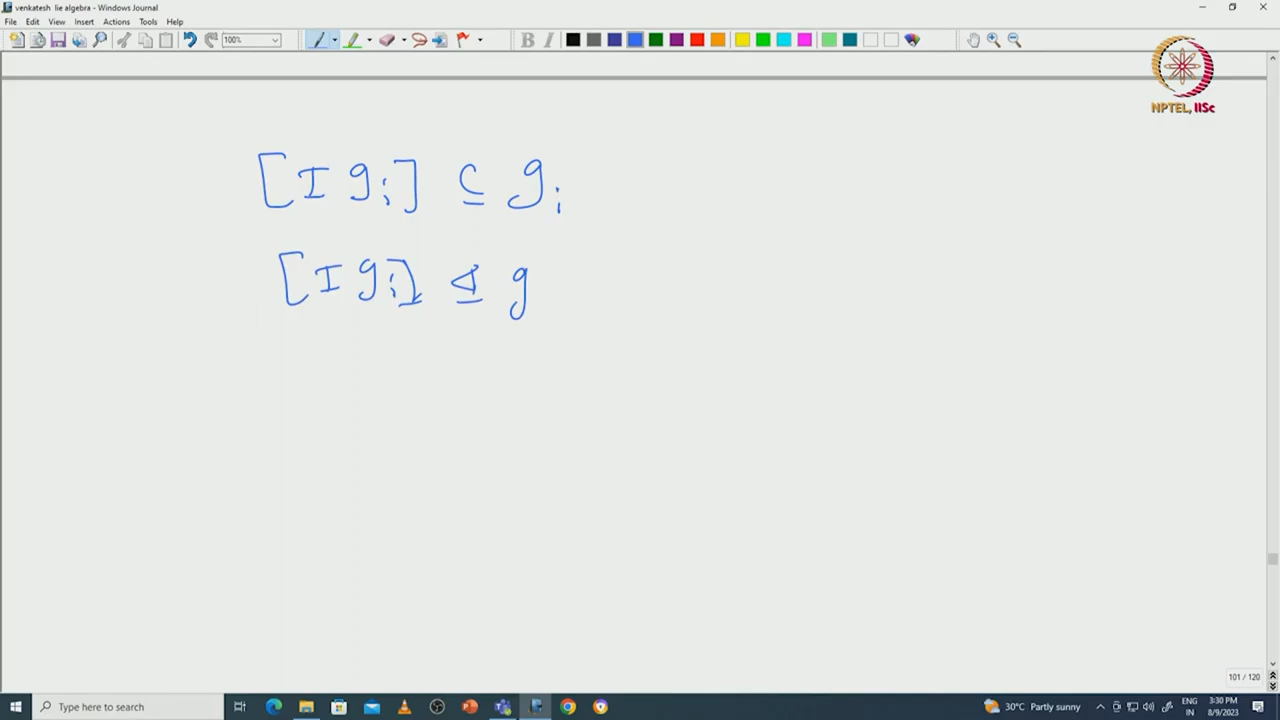 venkatesh lie algebra - Windows Journal
File Edit View Insert Actions Tools Help
100%
B I
NPTEL, IISc
[I g_i] ⊆ g_i
[I g_i] ⊴ g
101 / 120
Type here to search
30°C Partly sunny
ENG
IN
3:30 PM
8/9/2023